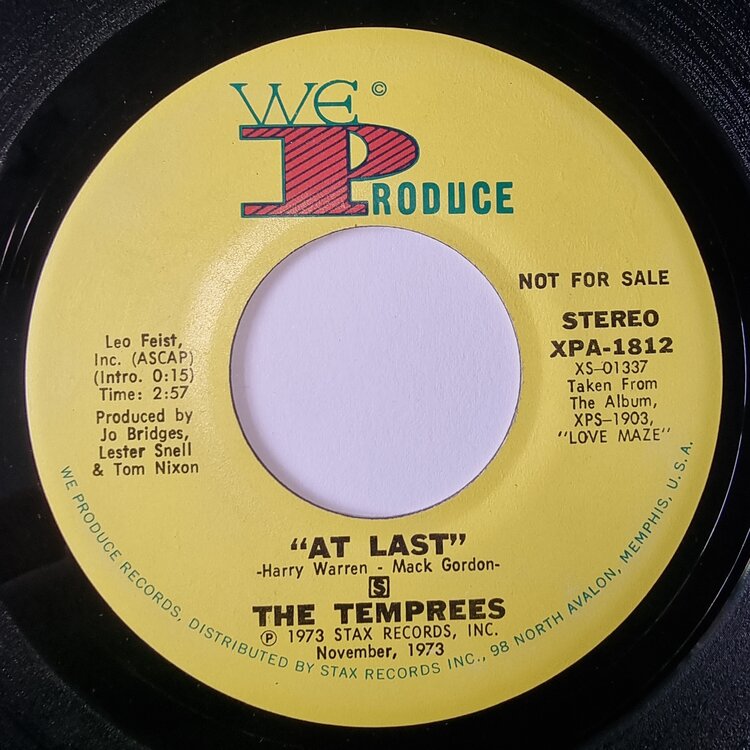 WE ©
PRODUCE
NOT FOR SALE
STEREO
XPA-1812
XS-01337
Taken From
The Album,
XPS-1903,
"LOVE MAZE"
Leo Feist,
Inc. (ASCAP)
(Intro. 0:15)
Time: 2:57
Produced by
Jo Bridges,
Lester Snell
& Tom Nixon
"AT LAST"
-Harry Warren - Mack Gordon-
S
THE TEMPREES
℗ 1973 STAX RECORDS, INC.
November, 1973
WE PRODUCE RECORDS, DISTRIBUTED BY STAX RECORDS INC., 98 NORTH AVALON, MEMPHIS, U.S.A.